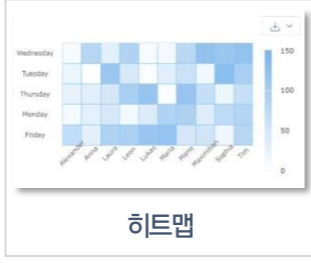 150
Wednesday
Tuesday
100
Thursday
Monday
50
Friday
0
Alexander
Anna
Laura
Leon
Lukas
Maria
Mario
Maximilian
Sophia
Tim
히트맵